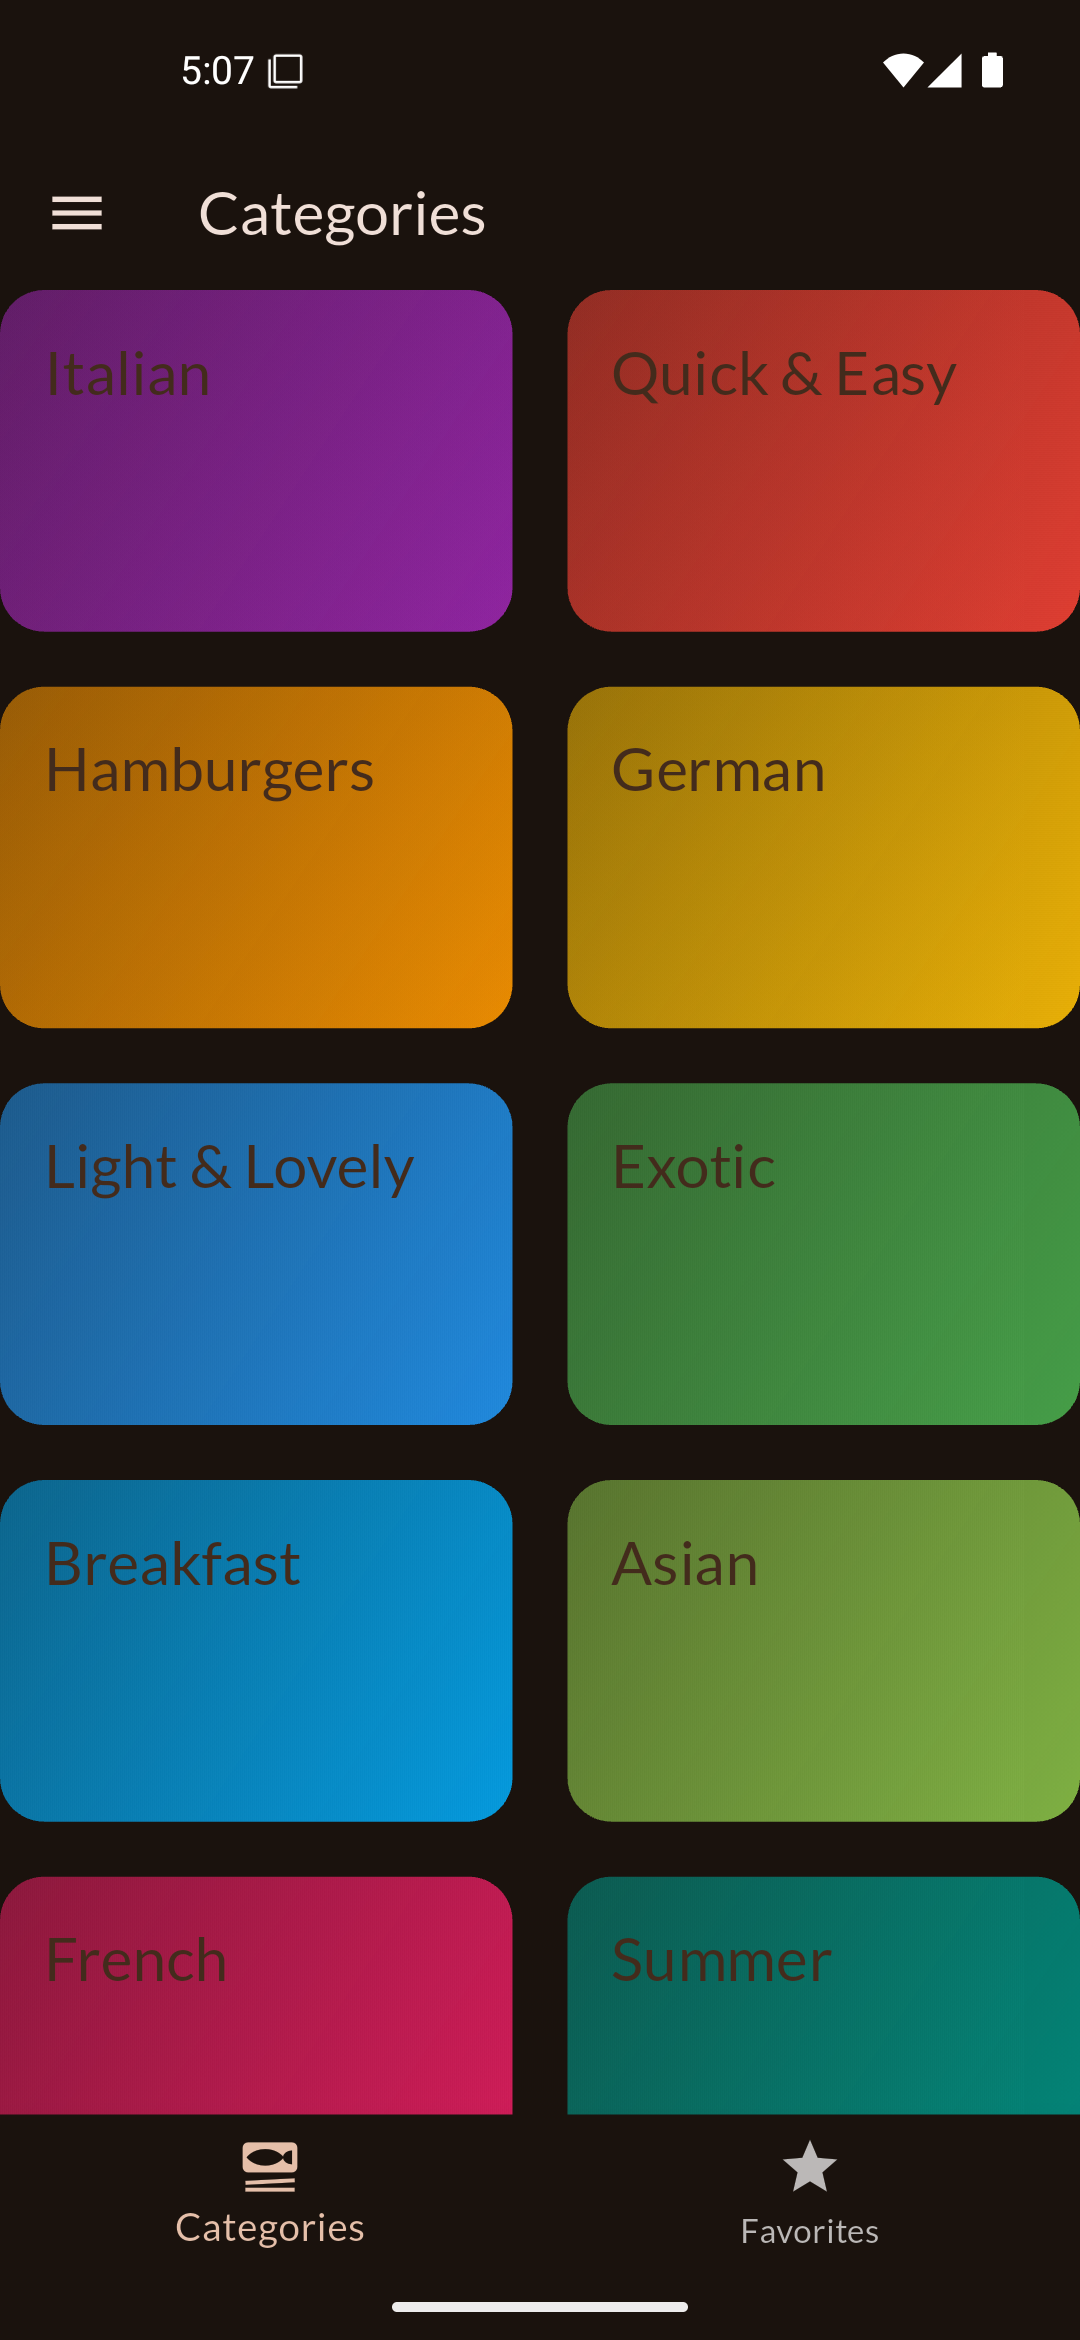 5:07
Categories
Italian
Quick & Easy
Hamburgers
German
Light & Lovely
Exotic
Breakfast
Asian
French
Summer
Categories
Favorites